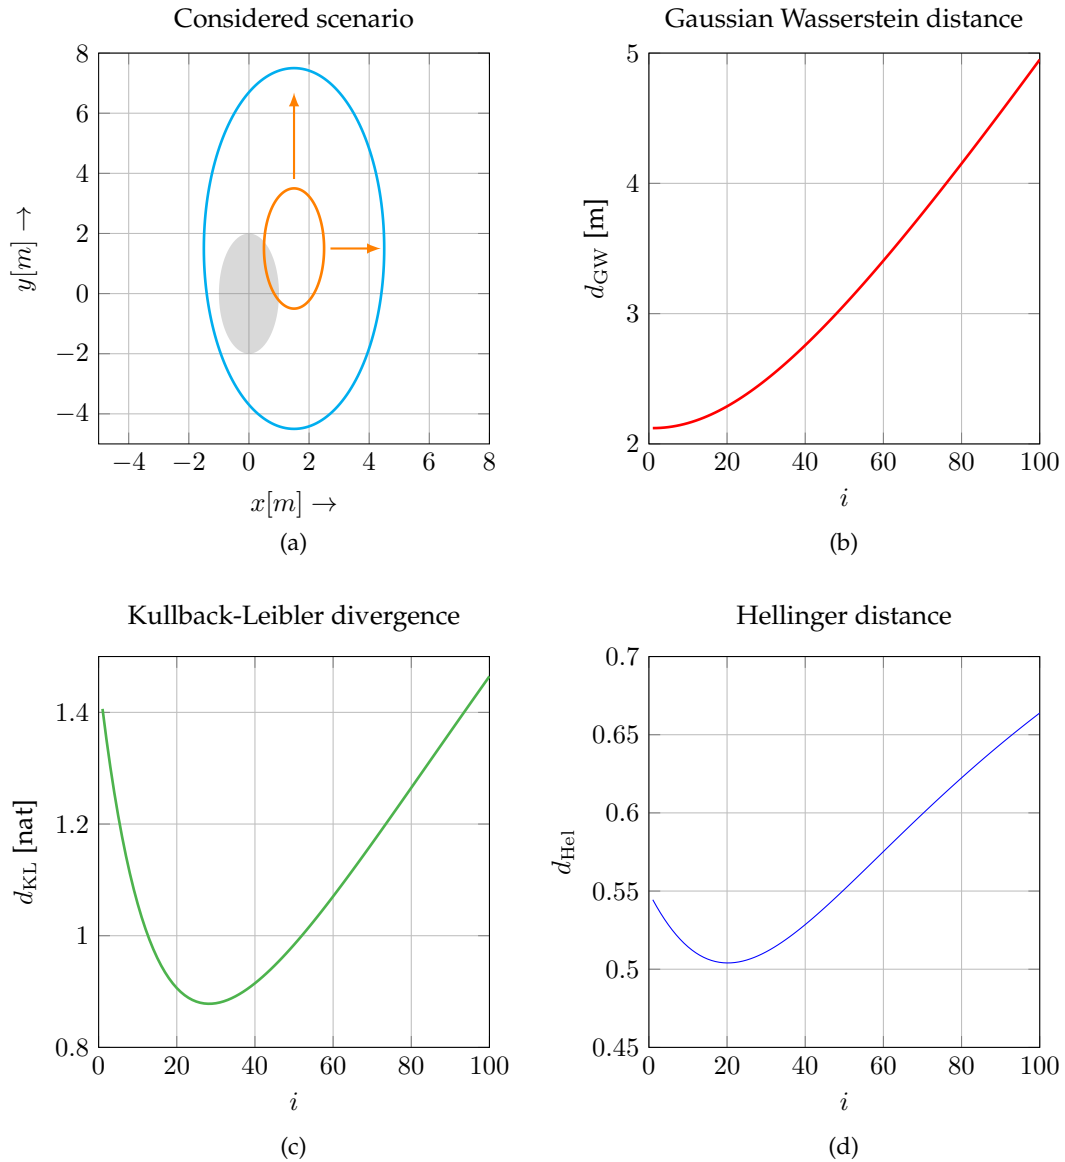 Considered scenario
8
6
4
2
0
−2
−4
y[m] →
−4 −2 0 2 4 6 8
x[m] →
(a)
Gaussian Wasserstein distance
5
4
3
2
d_GW [m]
0 20 40 60 80 100
i
(b)
Kullback-Leibler divergence
1.4
1.2
1
0.8
d_KL [nat]
0 20 40 60 80 100
i
(c)
Hellinger distance
0.7
0.65
0.6
0.55
0.5
0.45
d_Hel
0 20 40 60 80 100
i
(d)